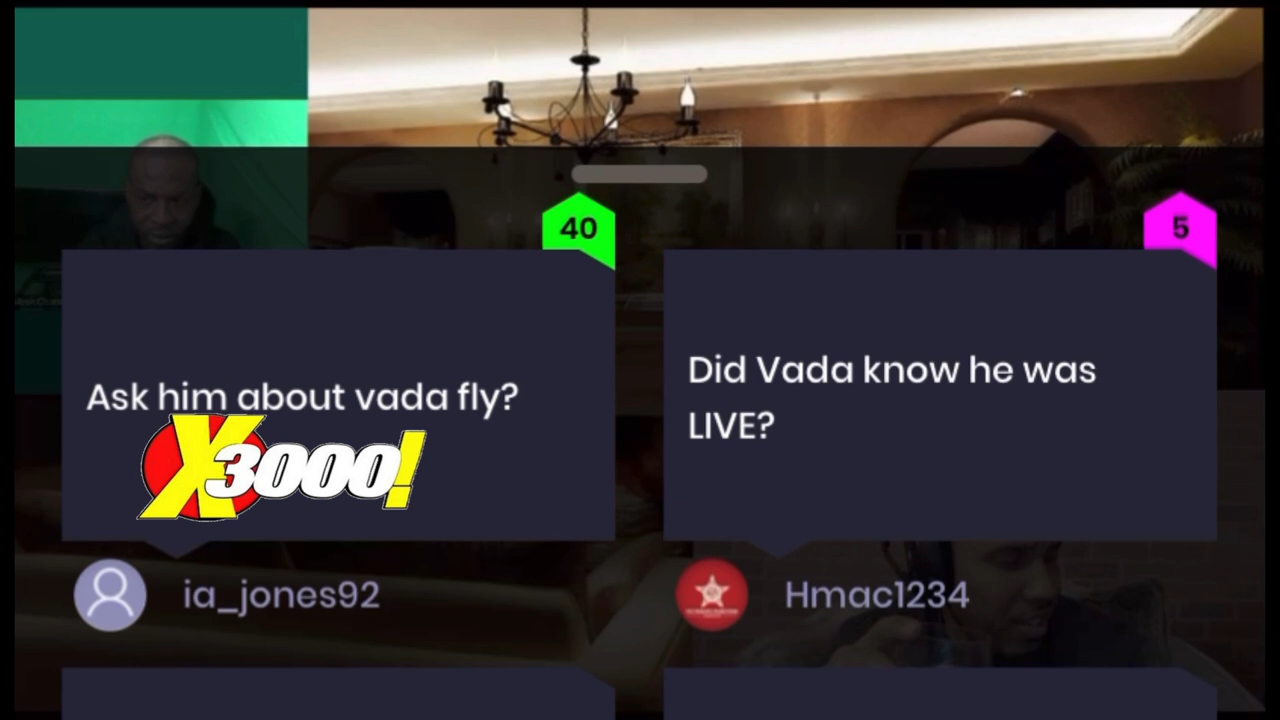 40
5
Ask him about vada fly?
Did Vada know he was
LIVE?
X3000!
ia_jones92
Hmac1234